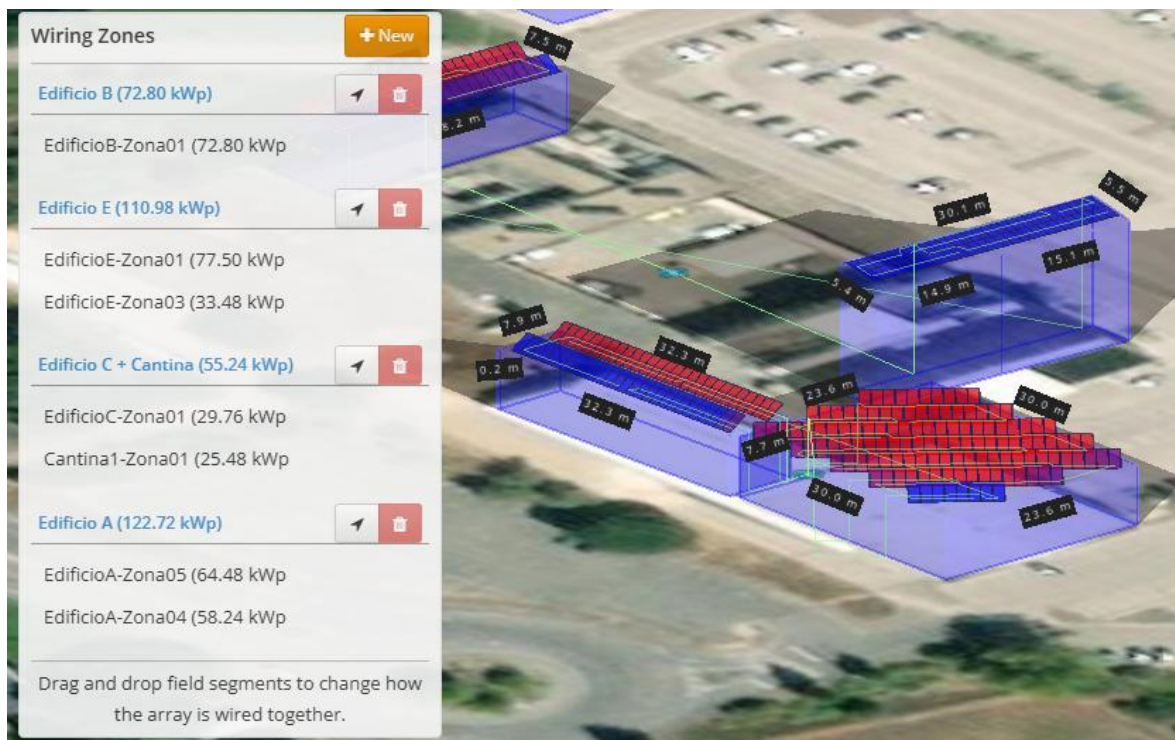 Wiring Zones
+ New
Edificio B (72.80 kWp)
EdificioB-Zona01 (72.80 kWp
Edificio E (110.98 kWp)
EdificioE-Zona01 (77.50 kWp
EdificioE-Zona03 (33.48 kWp
Edificio C + Cantina (55.24 kWp)
EdificioC-Zona01 (29.76 kWp
Cantina1-Zona01 (25.48 kWp
Edificio A (122.72 kWp)
EdificioA-Zona05 (64.48 kWp
EdificioA-Zona04 (58.24 kWp
Drag and drop field segments to change how
the array is wired together.
7.5 m
8.2 m
5.5 m
30.1 m
15.1 m
14.9 m
5.4 m
7.9 m
32.3 m
0.2 m
32.3 m
23.6 m
30.0 m
7.7 m
30.0 m
23.6 m